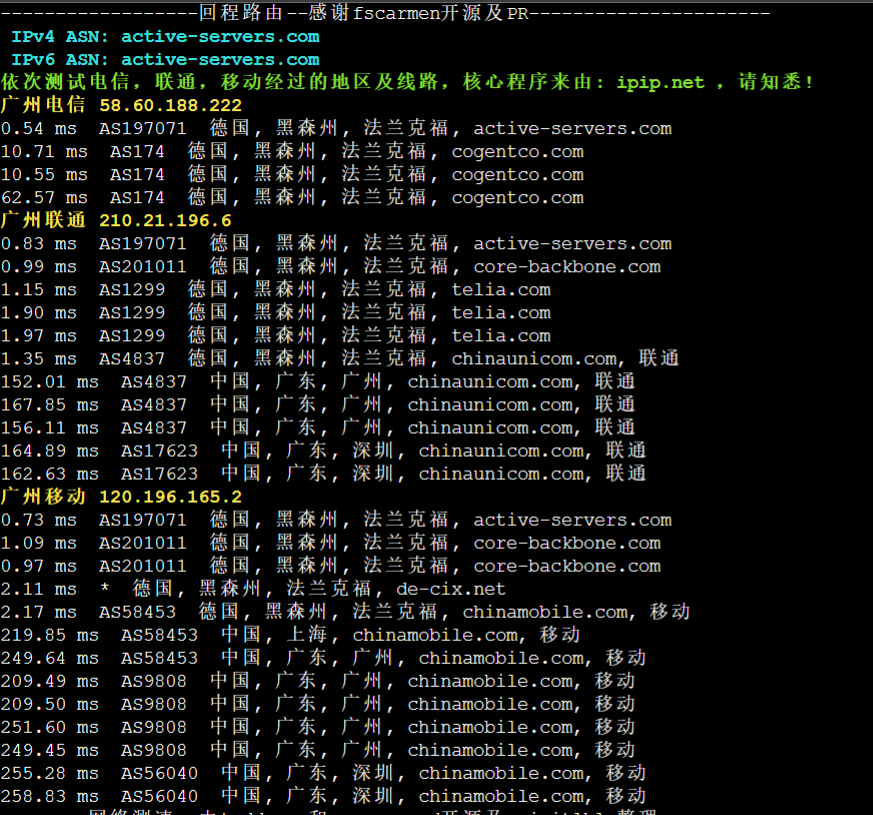 ------------------回程路由--感谢fscarmen开源及PR----------------------
IPv4 ASN: active-servers.com
IPv6 ASN: active-servers.com
依次测试电信，联通，移动经过的地区及线路，核心程序来由: ipip.net ，请知悉!
广州电信 58.60.188.222
0.54 ms  AS197071  德国, 黑森州, 法兰克福, active-servers.com
10.71 ms  AS174  德国, 黑森州, 法兰克福, cogentco.com
10.55 ms  AS174  德国, 黑森州, 法兰克福, cogentco.com
62.57 ms  AS174  德国, 黑森州, 法兰克福, cogentco.com
广州联通 210.21.196.6
0.83 ms  AS197071  德国, 黑森州, 法兰克福, active-servers.com
0.99 ms  AS201011  德国, 黑森州, 法兰克福, core-backbone.com
1.15 ms  AS1299  德国, 黑森州, 法兰克福, telia.com
1.90 ms  AS1299  德国, 黑森州, 法兰克福, telia.com
1.97 ms  AS1299  德国, 黑森州, 法兰克福, telia.com
1.35 ms  AS4837  德国, 黑森州, 法兰克福, chinaunicom.com, 联通
152.01 ms  AS4837  中国, 广东, 广州, chinaunicom.com, 联通
167.85 ms  AS4837  中国, 广东, 广州, chinaunicom.com, 联通
156.11 ms  AS4837  中国, 广东, 广州, chinaunicom.com, 联通
164.89 ms  AS17623  中国, 广东, 深圳, chinaunicom.com, 联通
162.63 ms  AS17623  中国, 广东, 深圳, chinaunicom.com, 联通
广州移动 120.196.165.2
0.73 ms  AS197071  德国, 黑森州, 法兰克福, active-servers.com
1.09 ms  AS201011  德国, 黑森州, 法兰克福, core-backbone.com
0.97 ms  AS201011  德国, 黑森州, 法兰克福, core-backbone.com
2.11 ms  *  德国, 黑森州, 法兰克福, de-cix.net
2.17 ms  AS58453  德国, 黑森州, 法兰克福, chinamobile.com, 移动
219.85 ms  AS58453  中国, 上海, chinamobile.com, 移动
249.64 ms  AS58453  中国, 广东, 广州, chinamobile.com, 移动
209.49 ms  AS9808  中国, 广东, 广州, chinamobile.com, 移动
209.50 ms  AS9808  中国, 广东, 广州, chinamobile.com, 移动
251.60 ms  AS9808  中国, 广东, 广州, chinamobile.com, 移动
249.45 ms  AS9808  中国, 广东, 广州, chinamobile.com, 移动
255.28 ms  AS56040  中国, 广东, 深圳, chinamobile.com, 移动
258.83 ms  AS56040  中国, 广东, 深圳, chinamobile.com, 移动